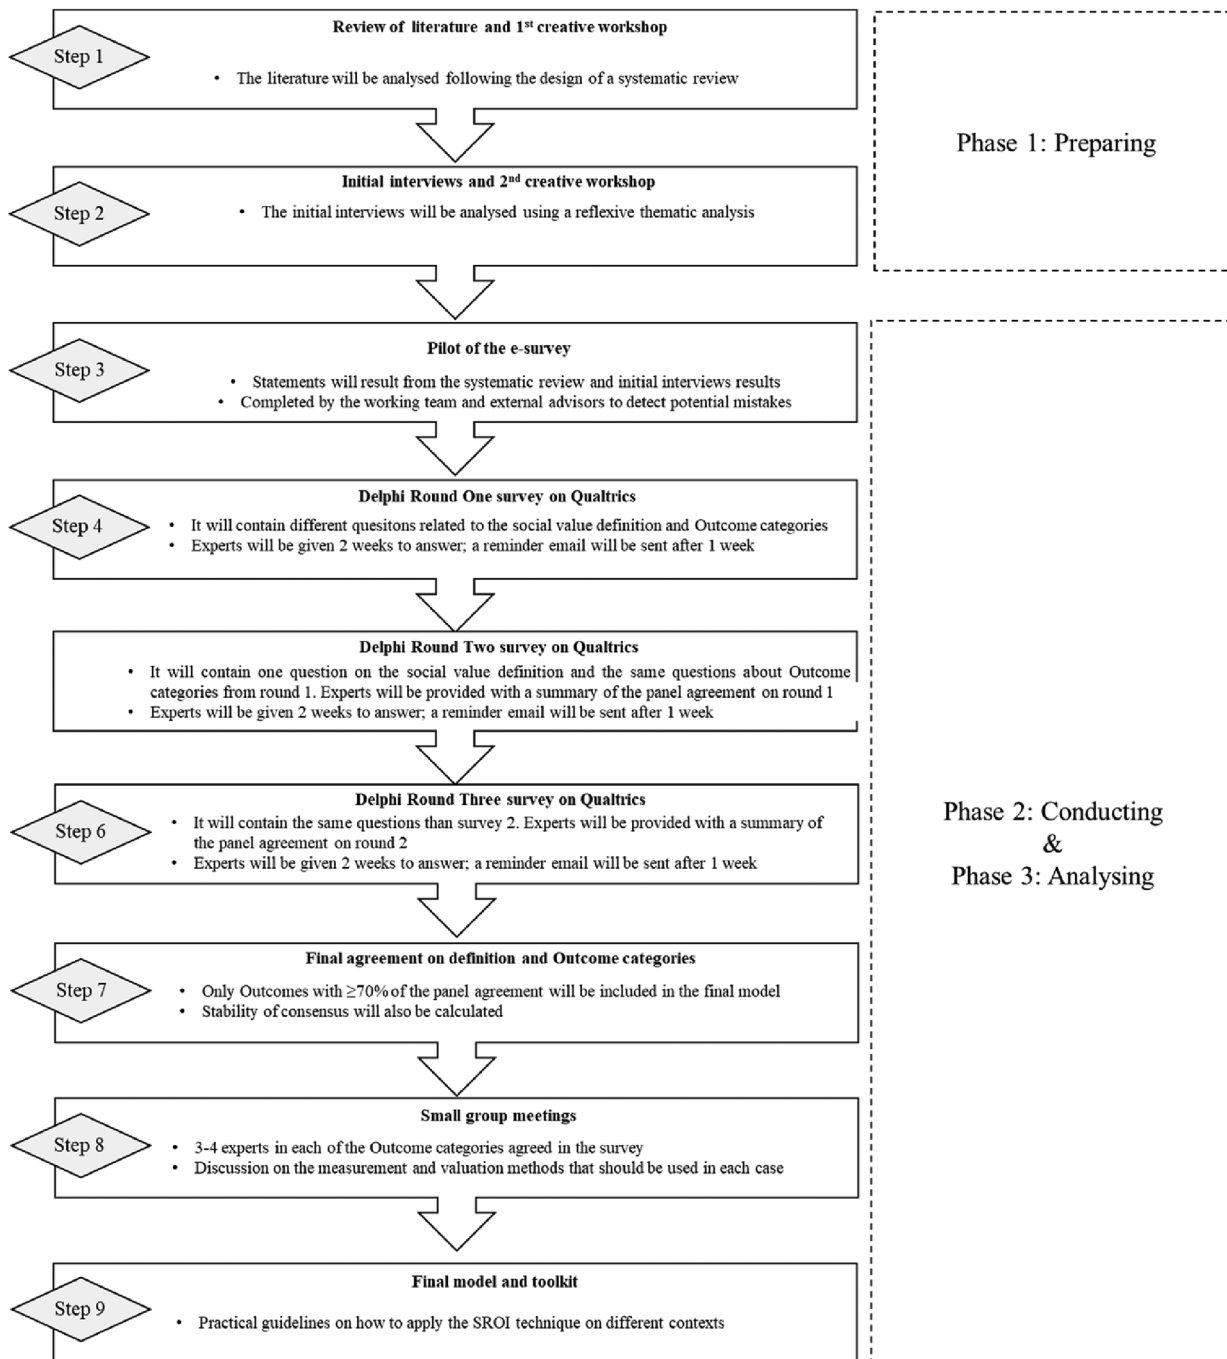 Review of literature and 1st creative workshop
Step 1
• The literature will be analysed following the design of a systematic review
Phase 1: Preparing
Initial interviews and 2nd creative workshop
Step 2
• The initial interviews will be analysed using a reflexive thematic analysis
Pilot of the e-survey
Step 3
• Statements will result from the systematic review and initial interviews results
• Completed by the working team and external advisors to detect potential mistakes
Delphi Round One survey on Qualtrics
Step 4
• It will contain different quesitons related to the social value definition and Outcome categories
• Experts will be given 2 weeks to answer; a reminder email will be sent after 1 week
Delphi Round Two survey on Qualtrics
• It will contain one question on the social value definition and the same questions about Outcome
categories from round 1. Experts will be provided with a summary of the panel agreement on round 1
• Experts will be given 2 weeks to answer; a reminder email will be sent after 1 week
Delphi Round Three survey on Qualtrics
Step 6
• It will contain the same questions than survey 2. Experts will be provided with a summary of
the panel agreement on round 2
• Experts will be given 2 weeks to answer; a reminder email will be sent after 1 week
Phase 2: Conducting
&
Phase 3: Analysing
Final agreement on definition and Outcome categories
Step 7
• Only Outcomes with ≥70% of the panel agreement will be included in the final model
• Stability of consensus will also be calculated
Small group meetings
Step 8
• 3-4 experts in each of the Outcome categories agreed in the survey
• Discussion on the measurement and valuation methods that should be used in each case
Final model and toolkit
Step 9
• Practical guidelines on how to apply the SROI technique on different contexts